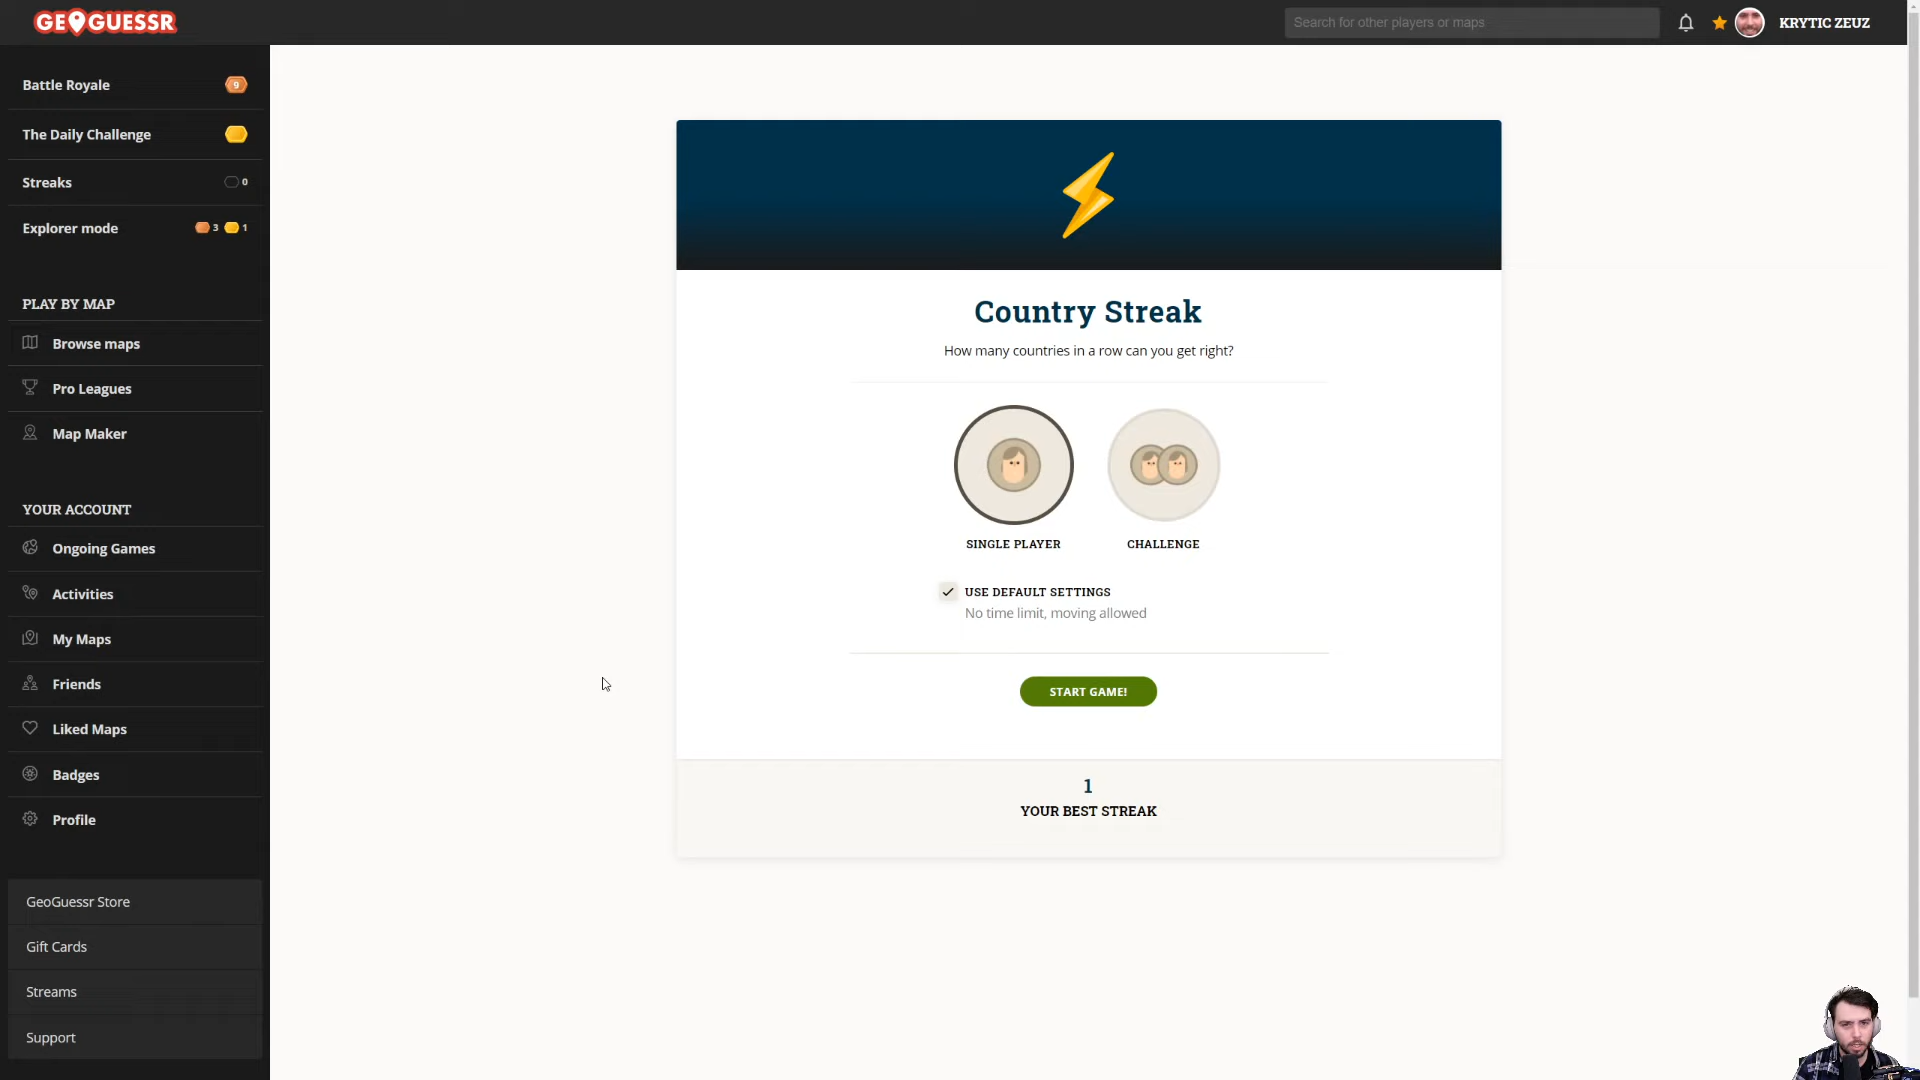 GEOGUESSR
Search for other players or maps
KRYTIC ZEUZ
Battle Royale 9
The Daily Challenge
Streaks 0
Explorer mode 3 1
PLAY BY MAP
Browse maps
Pro Leagues
Map Maker
YOUR ACCOUNT
Ongoing Games
Activities
My Maps
Friends
Liked Maps
Badges
Profile
GeoGuessr Store
Gift Cards
Streams
Support
Country Streak
How many countries in a row can you get right?
SINGLE PLAYER
CHALLENGE
USE DEFAULT SETTINGS
No time limit, moving allowed
START GAME!
1
YOUR BEST STREAK